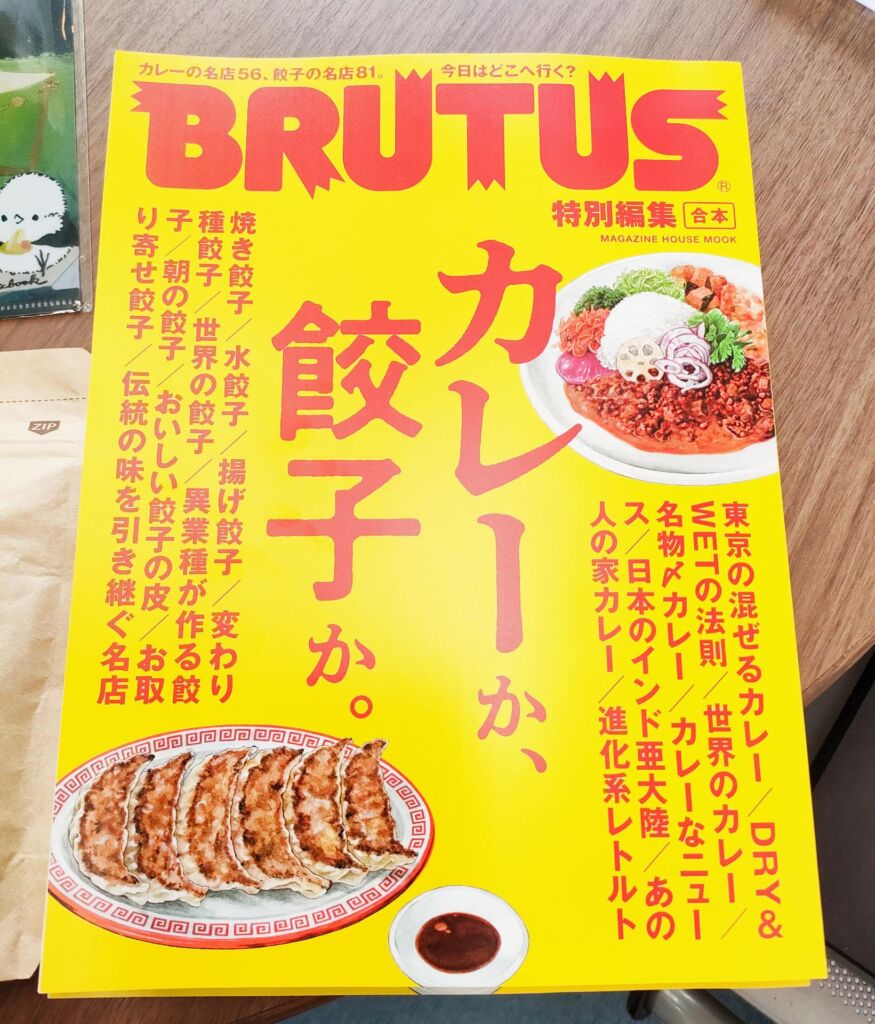 カレーの名店56、餃子の名店81。 今日はどこへ行く?
BRUTUS®
特別編集 合本
MAGAZINE HOUSE MOOK
カレーか、
餃子か。
東京の混ぜるカレー/DRY&
WETの法則/世界のカレー/
名物〆カレー/カレーなニュー
ス/日本のインド亜大陸/あの
人の家カレー/進化系レトルト
焼き餃子/水餃子/揚げ餃子/変わり
種餃子/世界の餃子/異業種が作る餃
子/朝の餃子/おいしい餃子の皮/お取
り寄せ餃子/伝統の味を引き継ぐ名店
ZIP